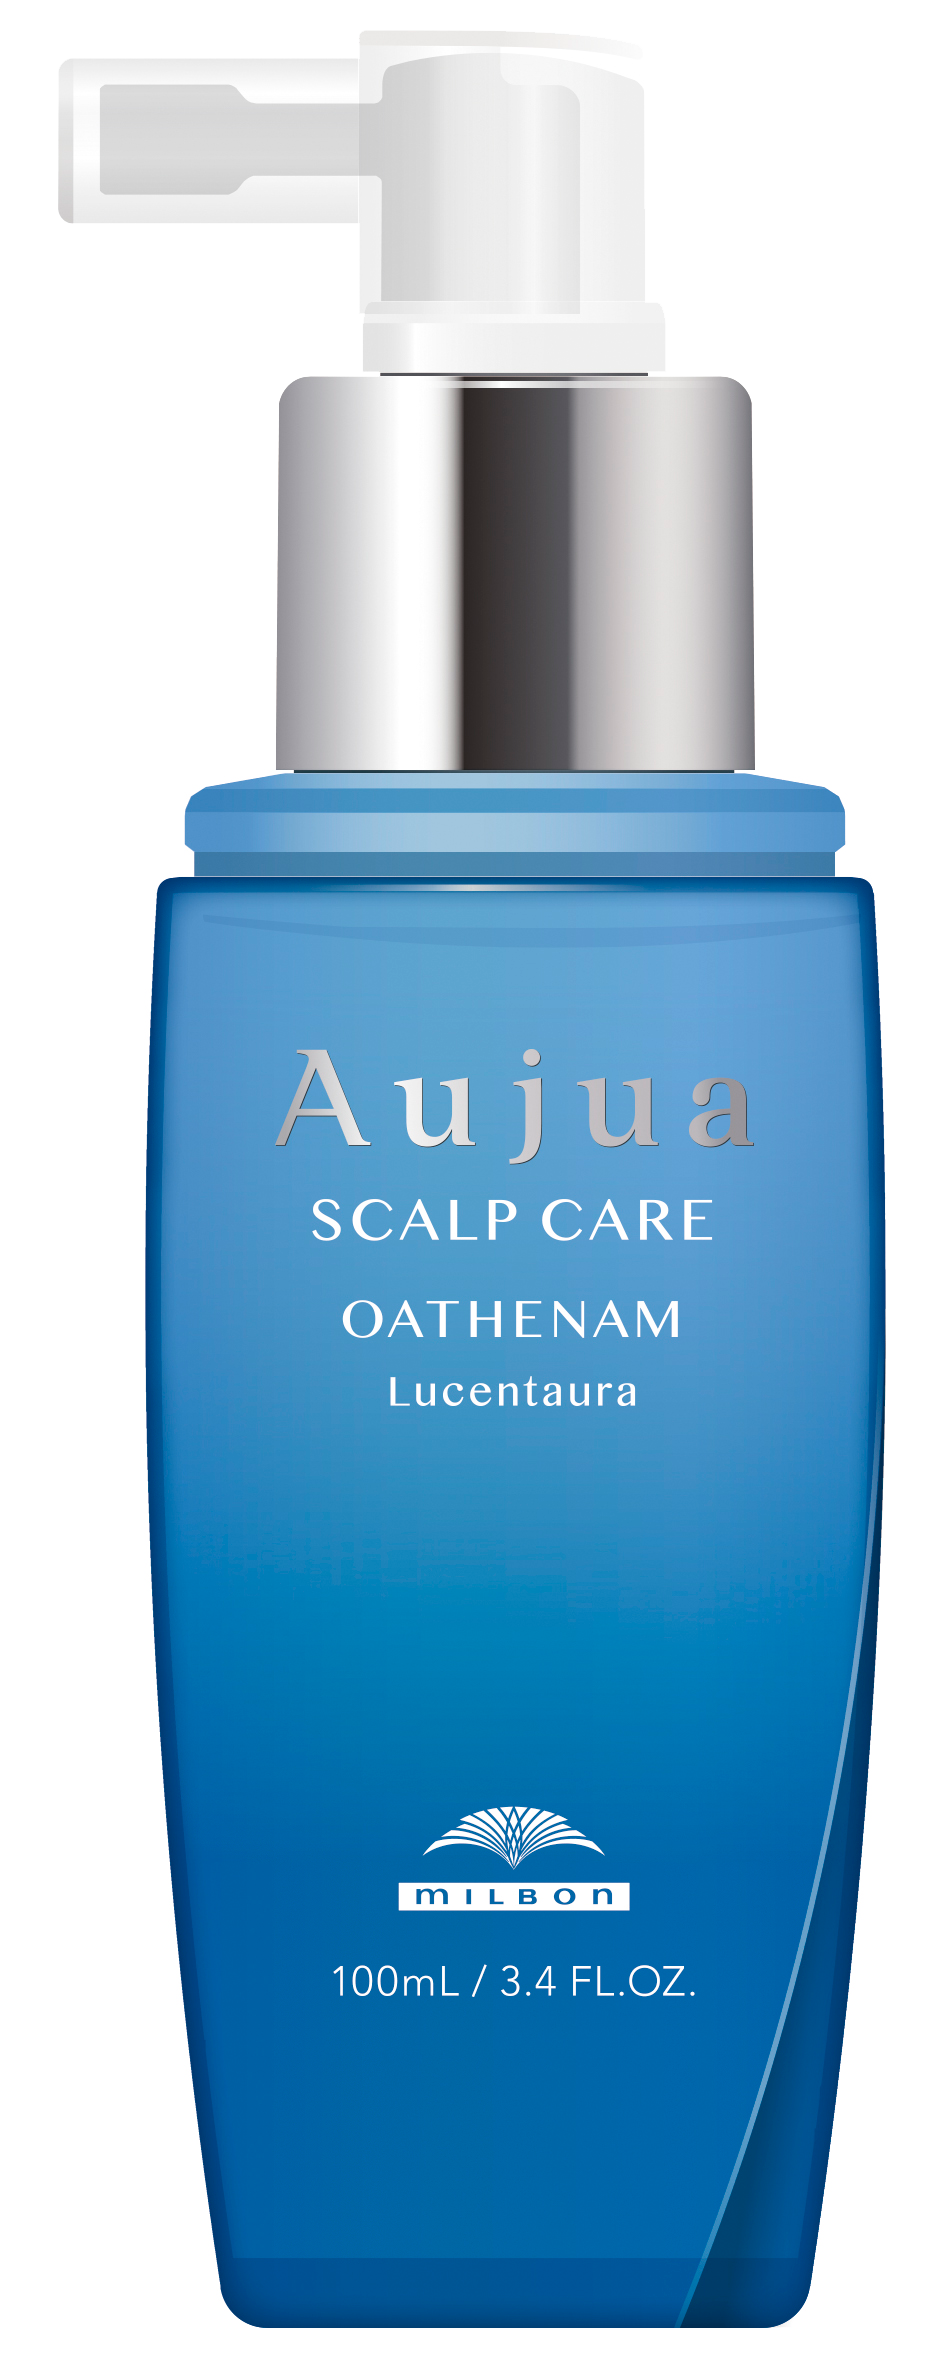 Aujua
SCALP CARE
OATHENAM
Lucentaura
MILBON
100mL / 3.4 FL.OZ.